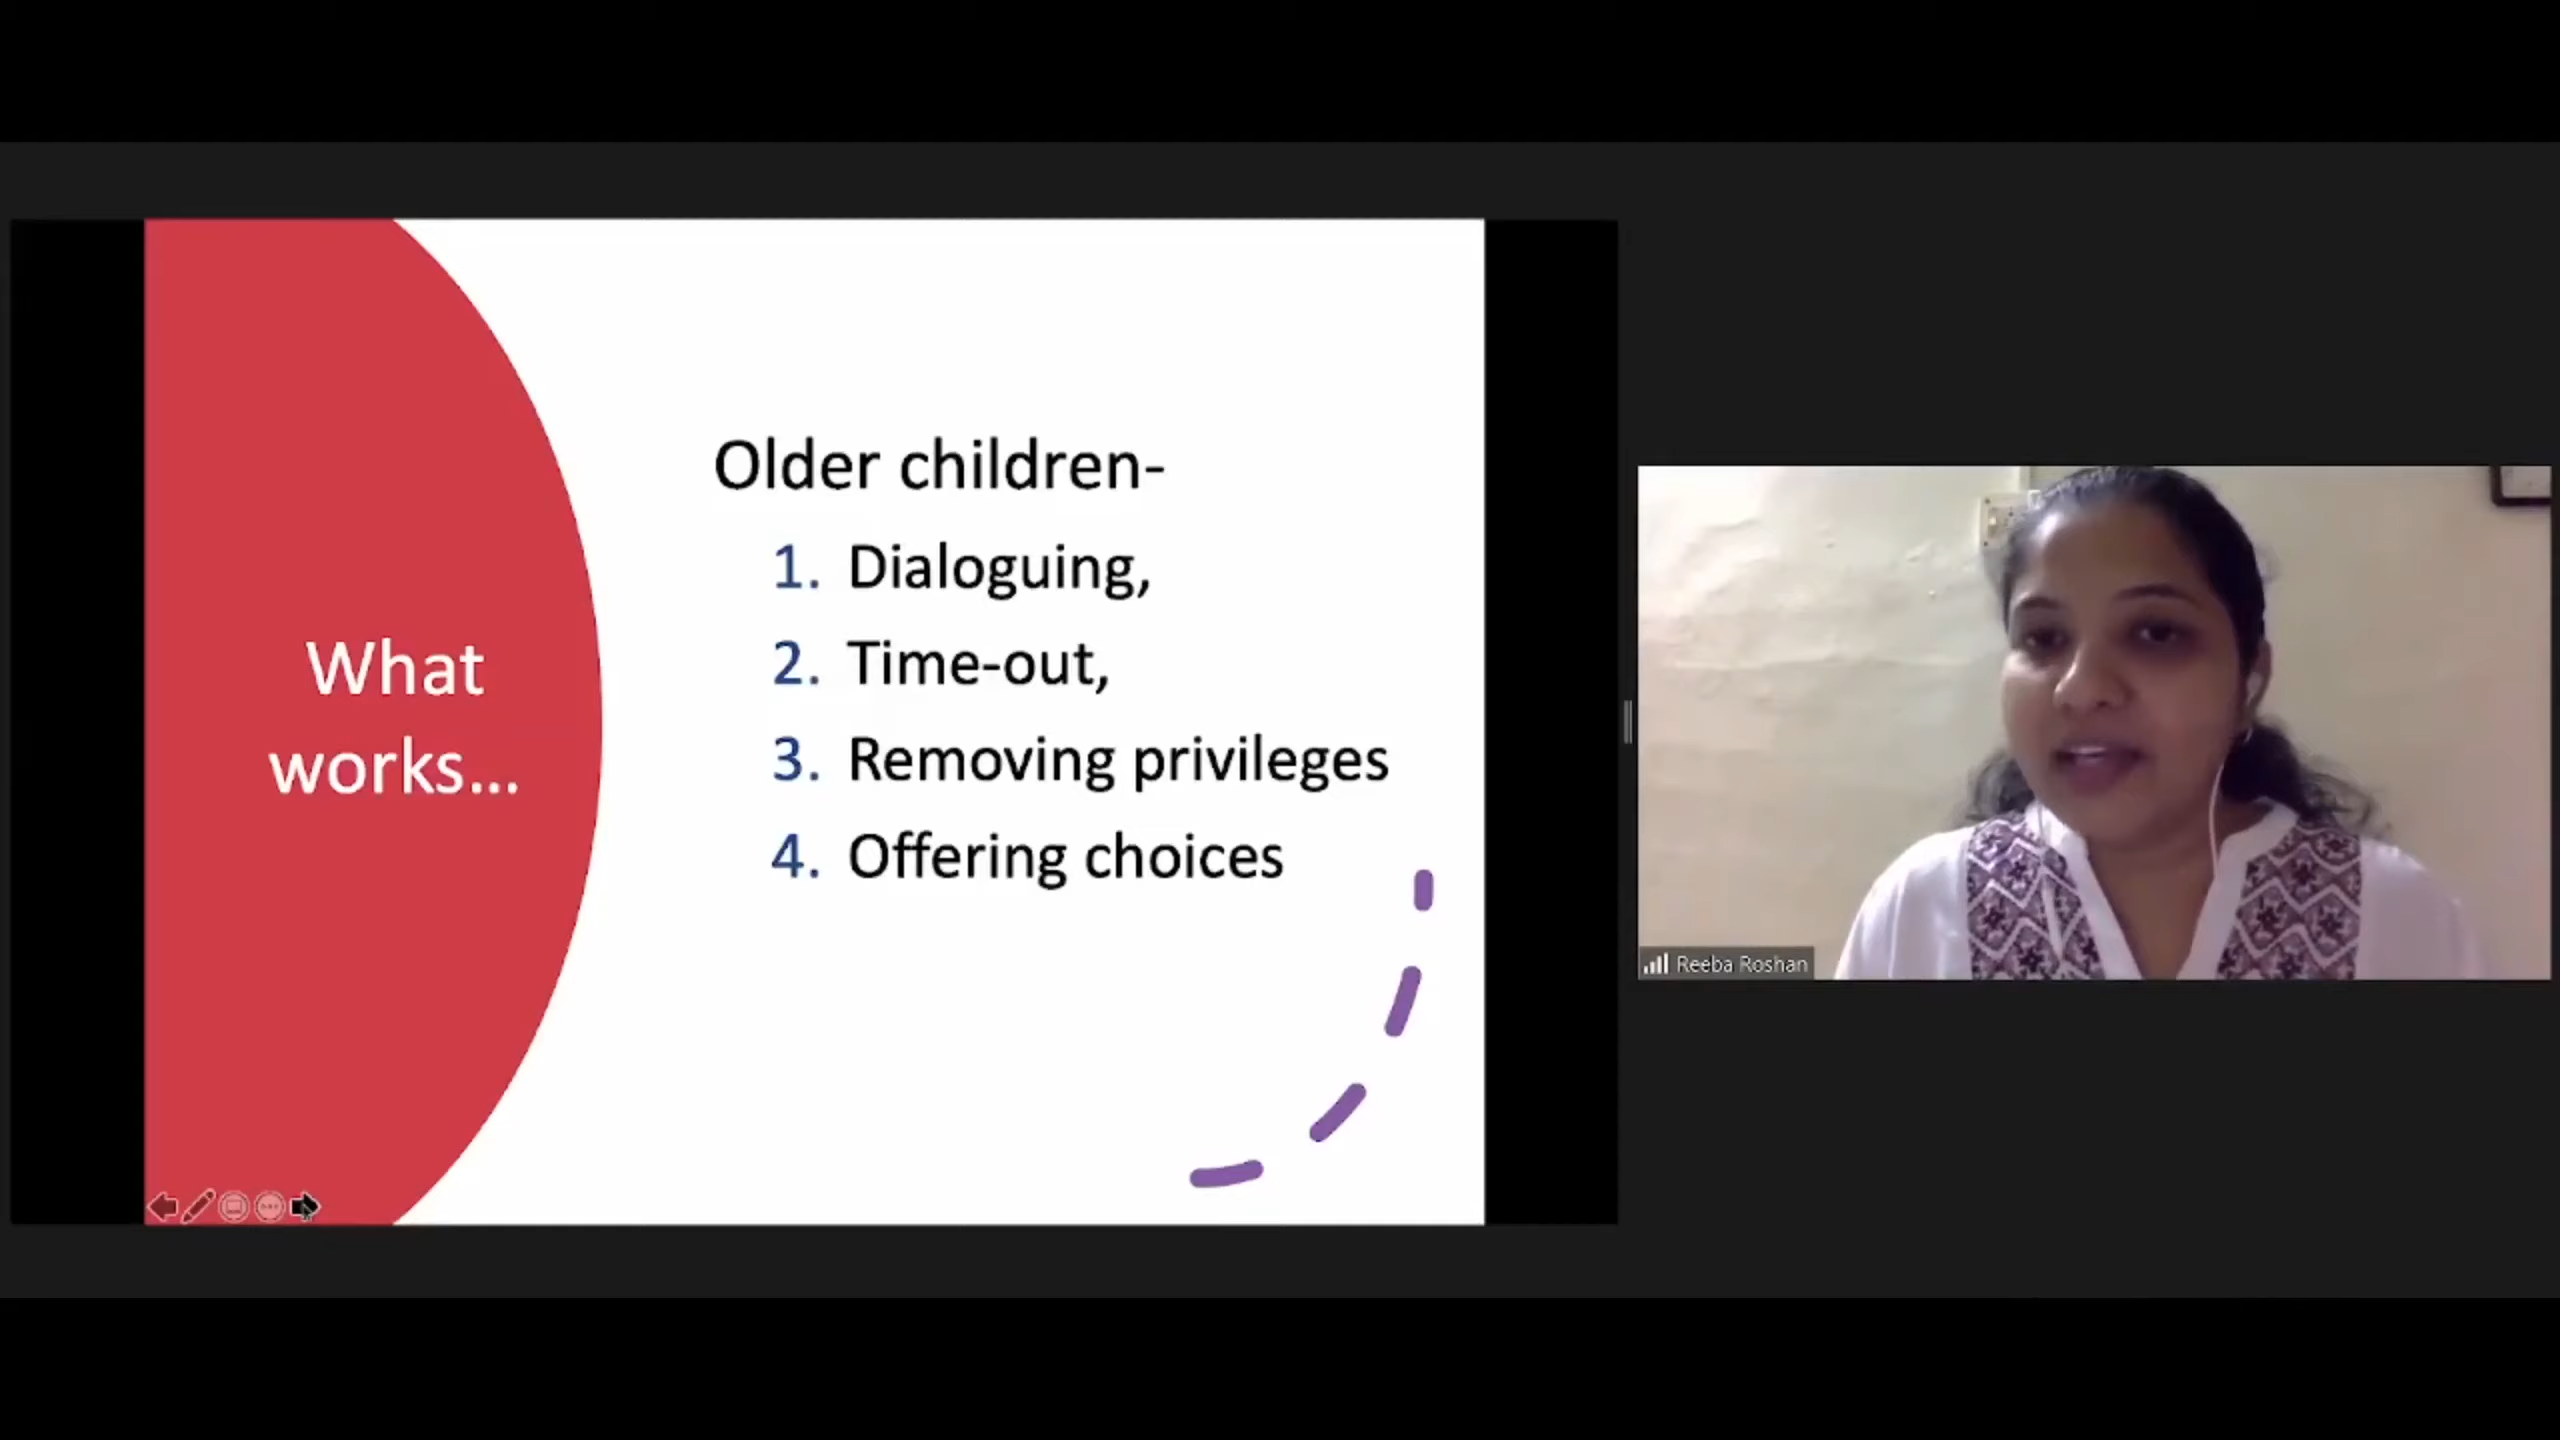 What
works...
Older children-
1. Dialoguing,
2. Time-out,
3. Removing privileges
4. Offering choices
Reeba Roshan